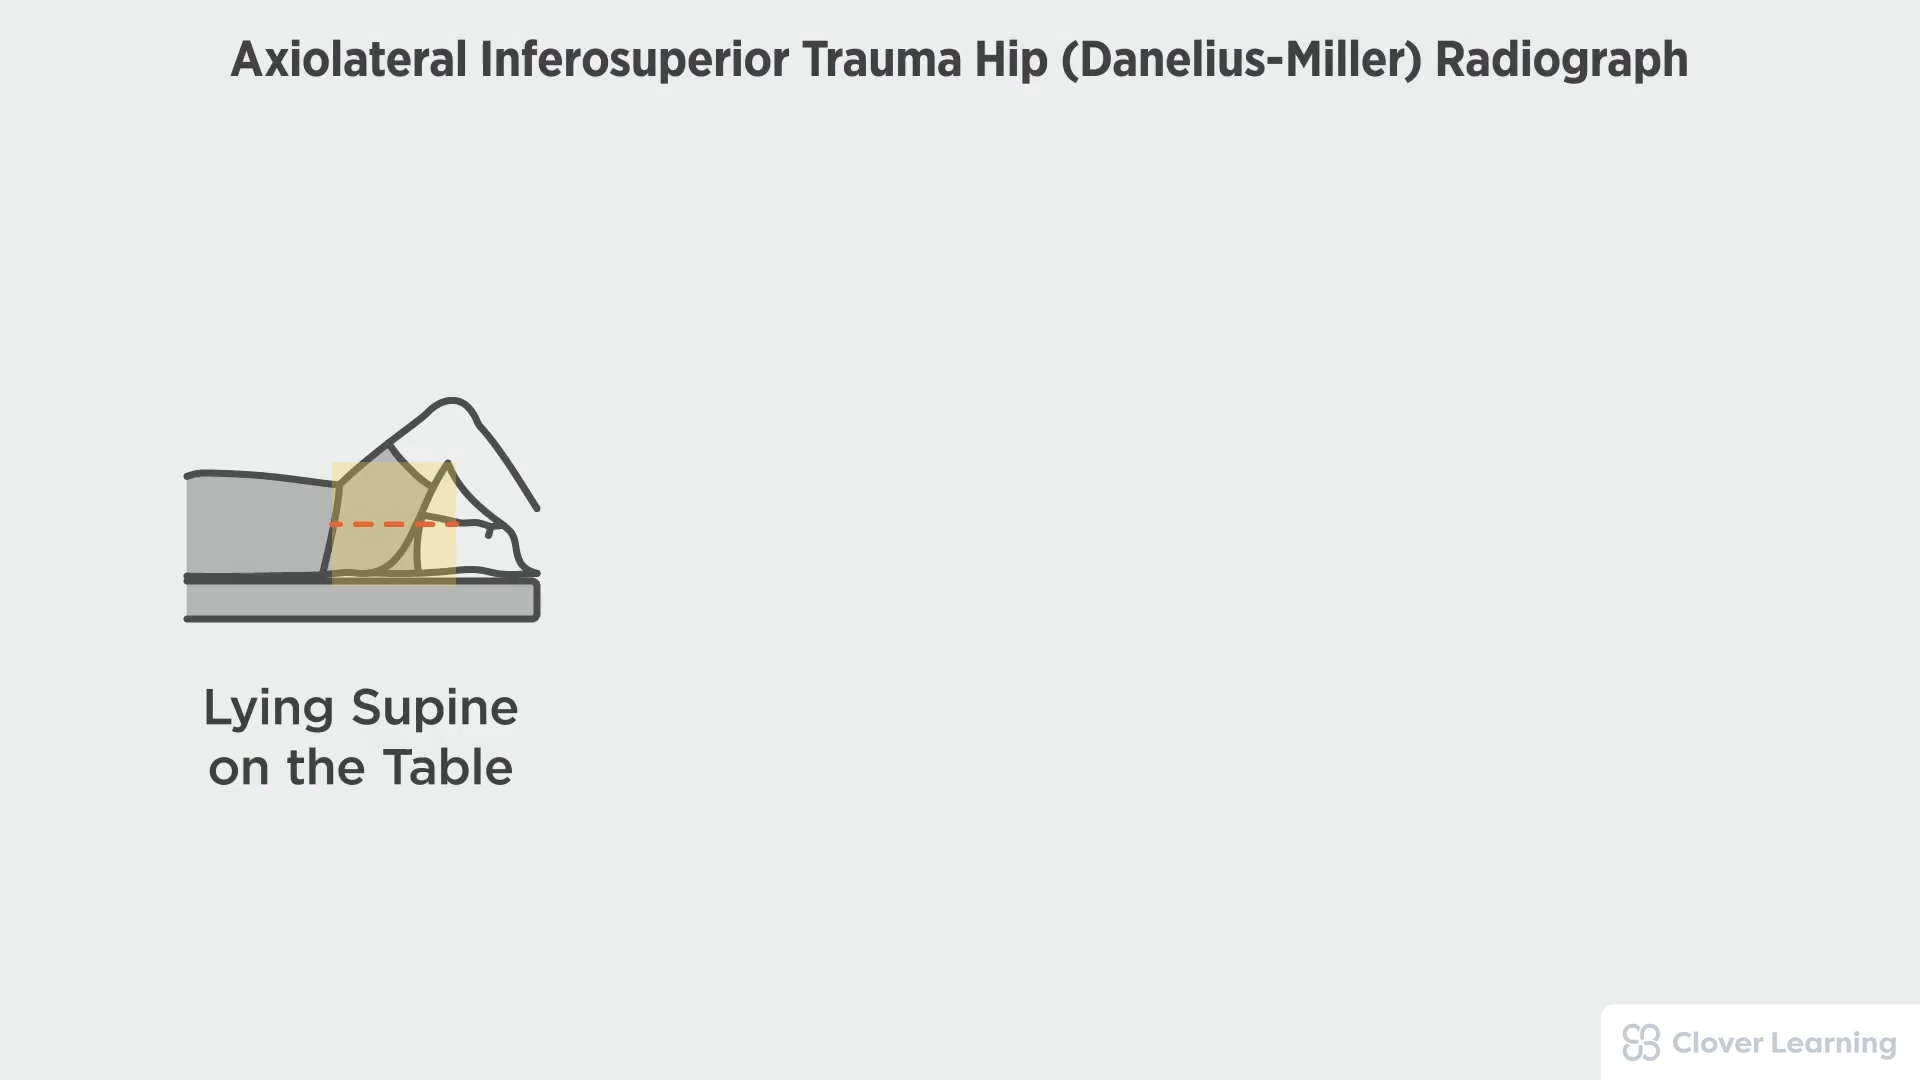 Axiolateral Inferosuperior Trauma Hip (Danelius-Miller) Radiograph
Lying Supine
on the Table
Clover Learning